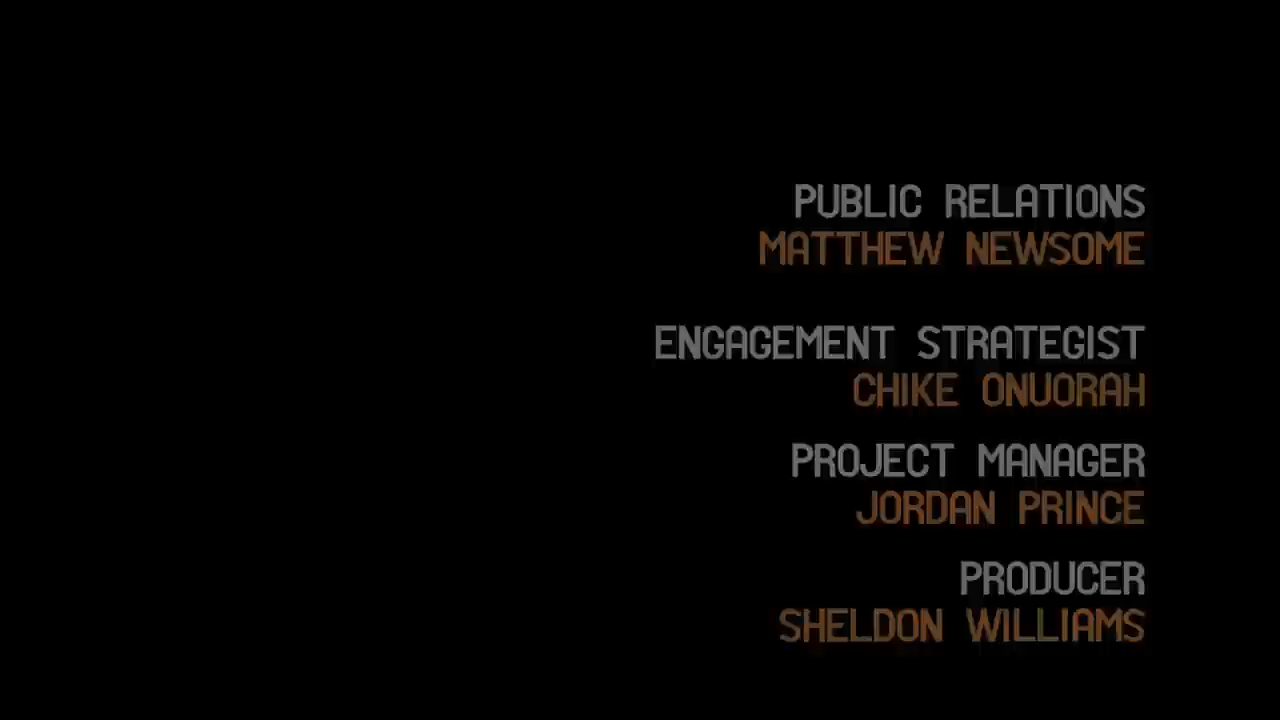 PUBLIC RELATIONS
MATTHEW NEWSOME
ENGAGEMENT STRATEGIST
CHIKE ONUORAH
PROJECT MANAGER
JORDAN PRINCE
PRODUCER
SHELDON WILLIAMS